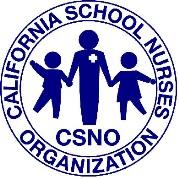 CALIFORNIA SCHOOL NURSES
CSNO
ORGANIZATION